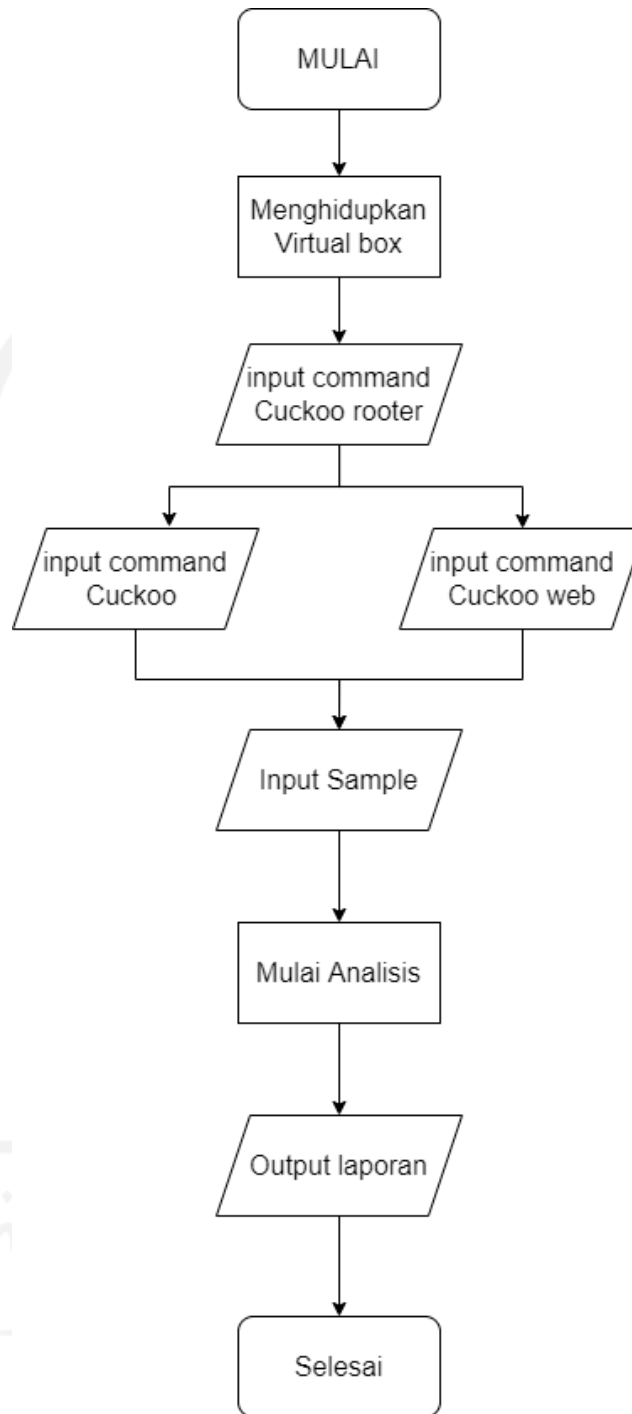 MULAI
Menghidupkan
Virtual box
input command
Cuckoo rooter
input command
Cuckoo
input command
Cuckoo web
Input Sample
Mulai Analisis
Output laporan
Selesai